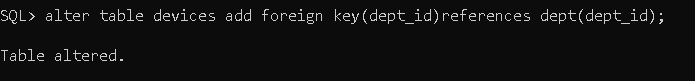 SQL> alter table devices add foreign key(dept_id)references dept(dept_id);
Table altered.